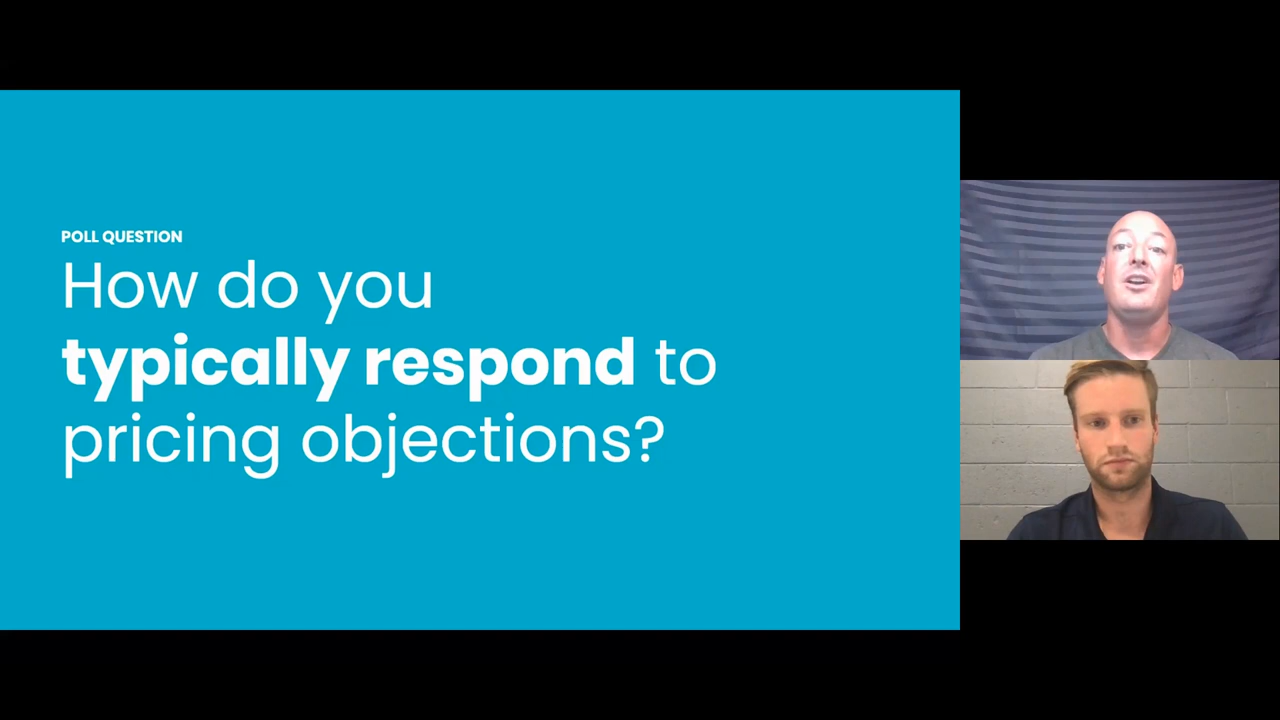 POLL QUESTION
How do you
typically respond to
pricing objections?